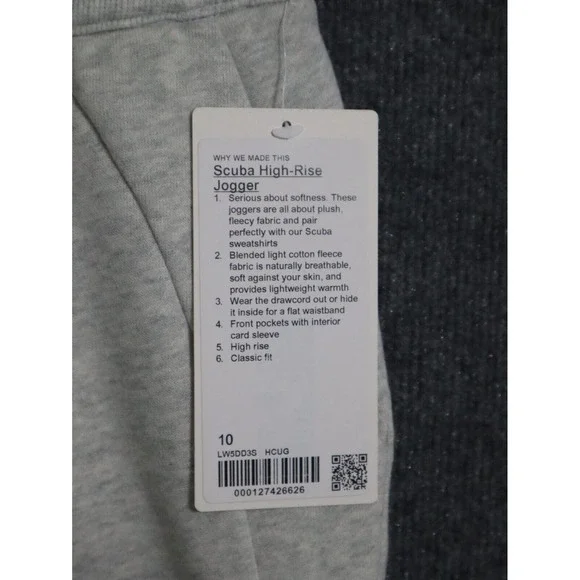 WHY WE MADE THIS
Scuba High-Rise
Jogger
1. Serious about softness. These
joggers are all about plush,
fleecy fabric and pair
perfectly with our Scuba
sweatshirts
2. Blended light cotton fleece
fabric is naturally breathable,
soft against your skin, and
provides lightweight warmth
3. Wear the drawcord out or hide
it inside for a flat waistband
4. Front pockets with interior
card sleeve
5. High rise
6. Classic fit
10
LW5DD3S HCUG
000127426626